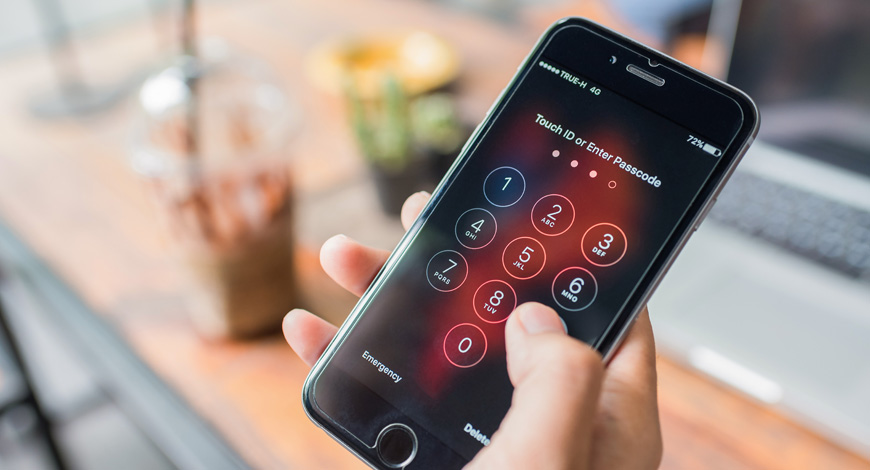 TRUE-H 4G
72%
Touch ID or Enter Passcode
1
2
ABC
3
DEF
4
GHI
5
JKL
6
MNO
7
PQRS
8
TUV
0
Emergency
Delete